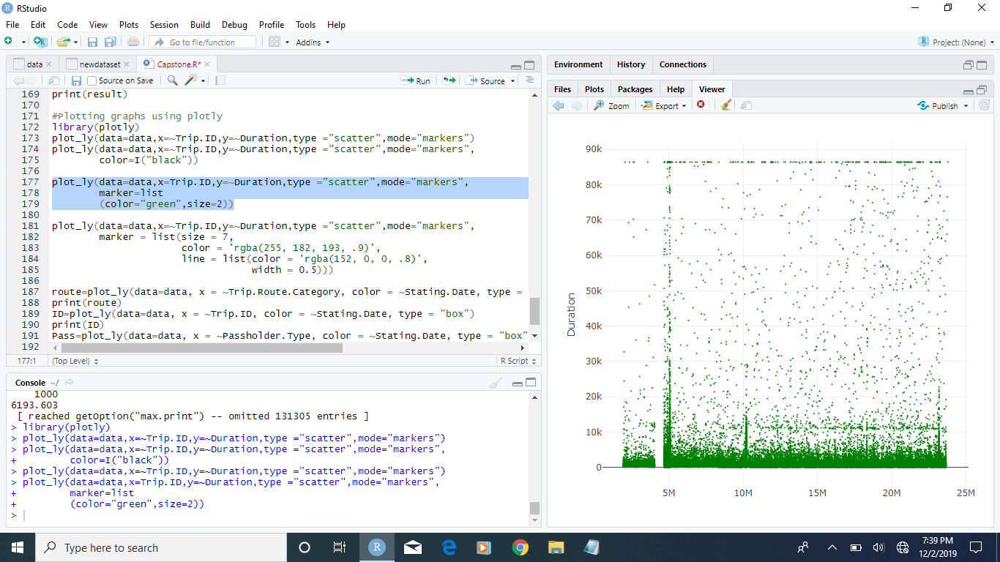 RStudio
File Edit Code View Plots Session Build Debug Profile Tools Help
Go to file/function Addins Project: (None)
data newdataset Capstone.R*
Source on Save Run Source
169 print(result)
170
171 #Plotting graphs using plotly
172 library(plotly)
173 plot_ly(data=data,x=~Trip.ID,y=~Duration,type ="scatter",mode="markers")
174 plot_ly(data=data,x=~Trip.ID,y=~Duration,type ="scatter",mode="markers",
175 color=I("black"))
176
177 plot_ly(data=data,x=Trip.ID,y=~Duration,type ="scatter",mode="markers",
178 marker=list
179 (color="green",size=2))
180
181 plot_ly(data=data,x=~Trip.ID,y=~Duration,type ="scatter",mode="markers",
182 marker = list(size = 7,
183 color = 'rgba(255, 182, 193, .9)',
184 line = list(color = 'rgba(152, 0, 0, .8)',
185 width = 0.5)))
186
187 route=plot_ly(data=data, x = ~Trip.Route.Category, color = ~Stating.Date, type =
188 print(route)
189 ID=plot_ly(data=data, x = ~Trip.ID, color = ~Stating.Date, type = "box")
190 print(ID)
191 Pass=plot_ly(data=data, x = ~Passholder.Type, color = ~Stating.Date, type = "box"
192
177:1 (Top Level) R Script
Console ~/
1000
6193.603
[ reached getOption("max.print") -- omitted 131305 entries ]
> library(plotly)
> plot_ly(data=data,x=~Trip.ID,y=~Duration,type ="scatter",mode="markers")
> plot_ly(data=data,x=~Trip.ID,y=~Duration,type ="scatter",mode="markers",
+ color=I("black"))
> plot_ly(data=data,x=~Trip.ID,y=~Duration,type ="scatter",mode="markers")
> plot_ly(data=data,x=Trip.ID,y=~Duration,type ="scatter",mode="markers",
+ marker=list
+ (color="green",size=2))
>
Environment History Connections
Files Plots Packages Help Viewer
Zoom Export Publish
90k
80k
70k
60k
50k
40k
30k
20k
10k
0
Duration
5M 10M 15M 20M 25M
Type here to search
7:39 PM
12/2/2019